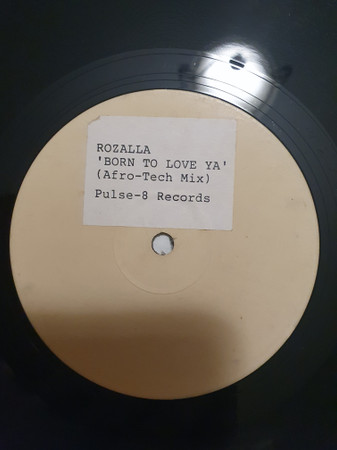 ROZALLA
'BORN TO LOVE YA'
(Afro-Tech Mix)
Pulse-8 Records